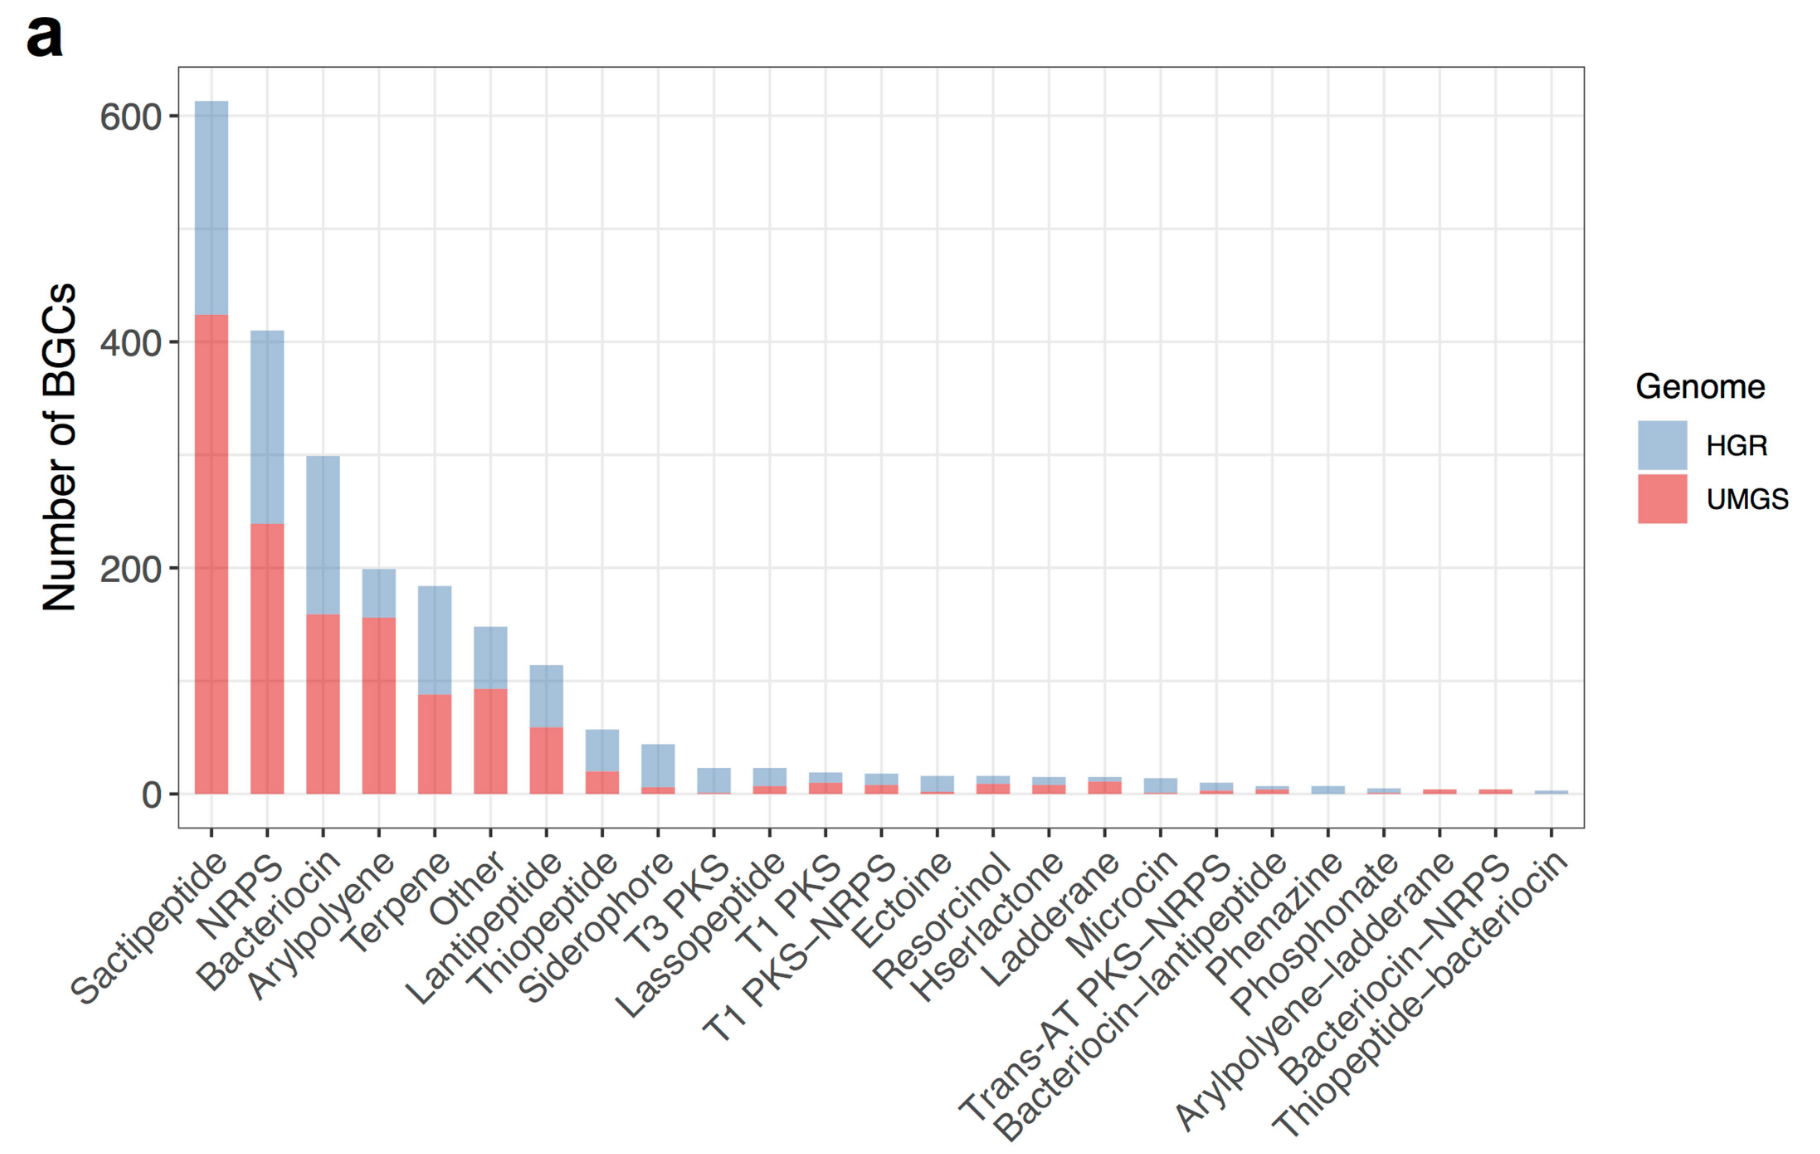 a
600
400
200
0
Number of BGCs
Genome
HGR
UMGS
Sactipeptide
NRPS
Bacteriocin
Arylpolyene
Terpene
Other
Lantipeptide
Thiopeptide
Siderophore
T3 PKS
Lassopeptide
T1 PKS
T1 PKS–NRPS
Ectoine
Resorcinol
Hserlactone
Ladderane
Microcin
Trans-AT PKS–NRPS
Bacteriocin–lantipeptide
Phenazine
Phosphonate
Arylpolyene–ladderane
Bacteriocin–NRPS
Thiopeptide–bacteriocin